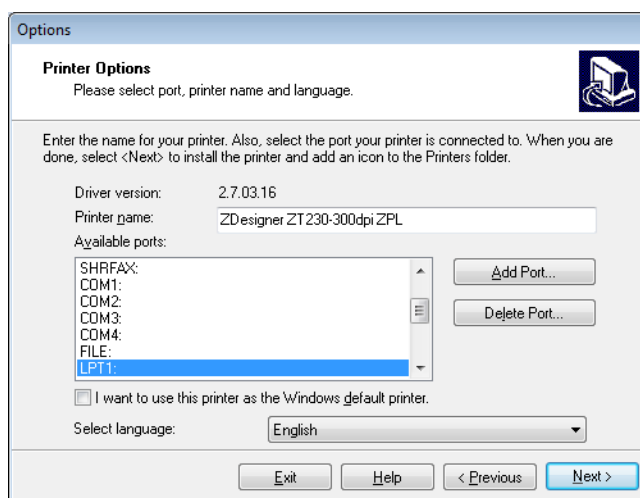 Options
Printer Options
Please select port, printer name and language.
Enter the name for your printer. Also, select the port your printer is connected to. When you are
done, select <Next> to install the printer and add an icon to the Printers folder.
Driver version: 2.7.03.16
Printer name: ZDesigner ZT230-300dpi ZPL
Available ports:
SHRFAX:
COM1:
COM2:
COM3:
COM4:
FILE:
LPT1:
Add Port...
Delete Port...
I want to use this printer as the Windows default printer.
Select language: English
Exit Help < Previous Next >